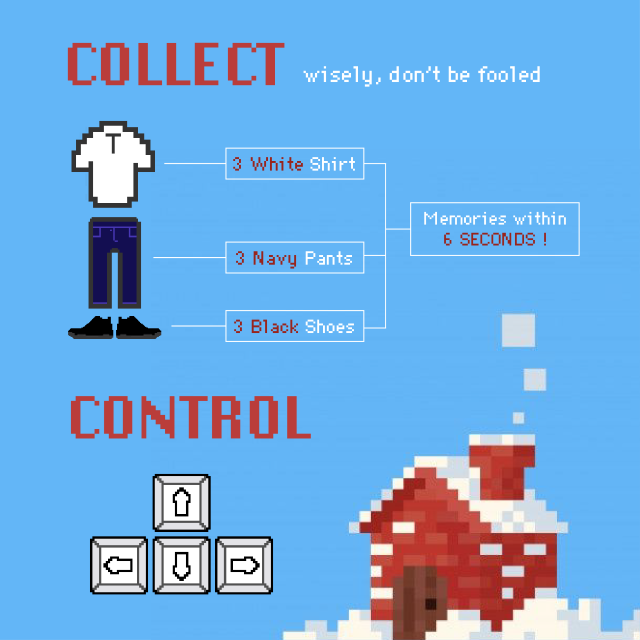 COLLECT wisely, don't be fooled
3 White Shirt
Memories within
6 SECONDS !
3 Navy Pants
3 Black Shoes
CONTROL